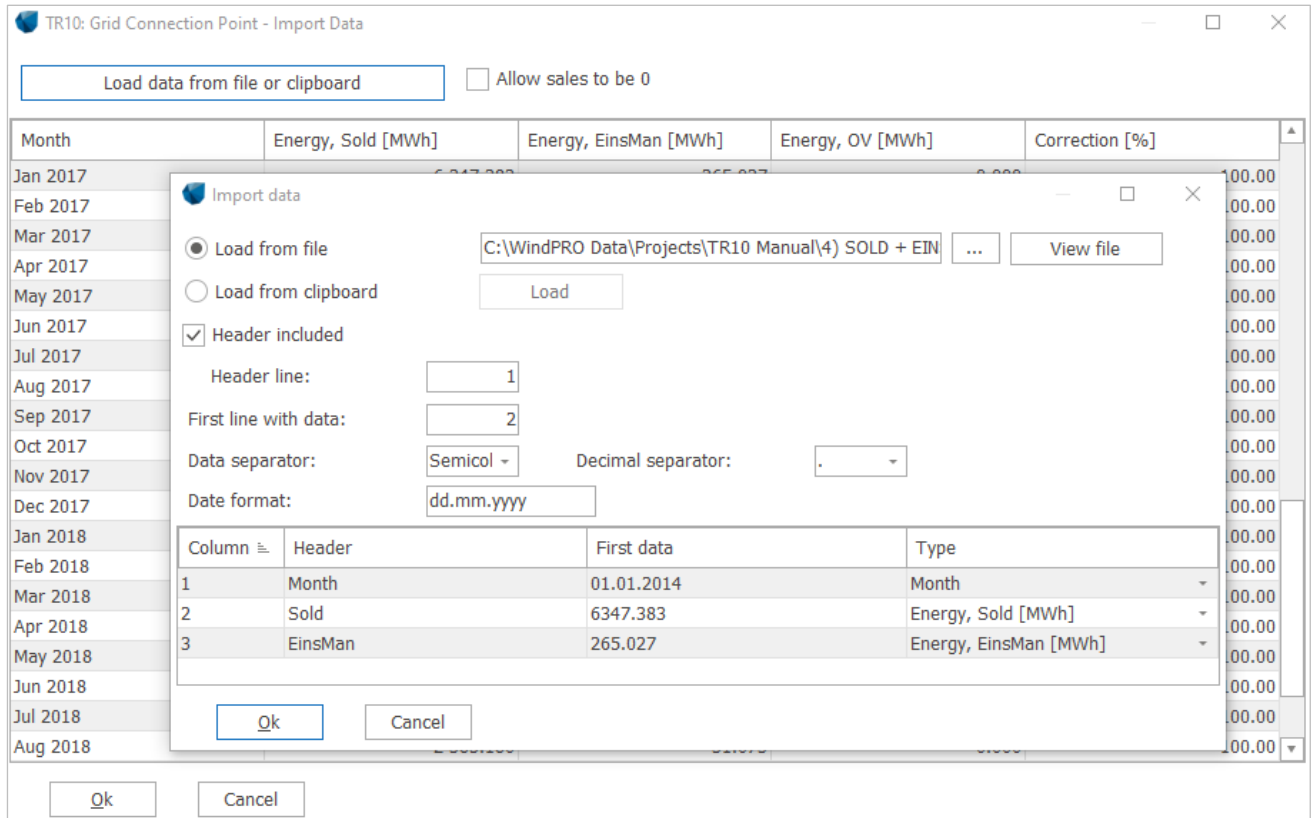 TR10: Grid Connection Point - Import Data
Load data from file or clipboard Allow sales to be 0
Month Energy, Sold [MWh] Energy, EinsMan [MWh] Energy, OV [MWh] Correction [%]
Jan 2017 100.00
Feb 2017 Import data 100.00
Mar 2017 100.00
Load from file C:\WindPRO Data\Projects\TR10 Manual\4) SOLD + EIN ... View file
Apr 2017 100.00
May 2017 Load from clipboard Load 100.00
Jun 2017 Header included 100.00
Jul 2017 100.00
Header line: 1
Aug 2017 100.00
Sep 2017 First line with data: 2 100.00
Oct 2017 100.00
Data separator: Semicol Decimal separator: .
Nov 2017 100.00
Dec 2017 Date format: dd.mm.yyyy 100.00
Jan 2018 100.00
Column Header First data Type
Feb 2018 100.00
1 Month 01.01.2014 Month
Mar 2018 100.00
2 Sold 6347.383 Energy, Sold [MWh]
Apr 2018 100.00
3 EinsMan 265.027 Energy, EinsMan [MWh]
May 2018 100.00
Jun 2018 100.00
Jul 2018 Ok Cancel 100.00
Aug 2018 100.00
Ok Cancel